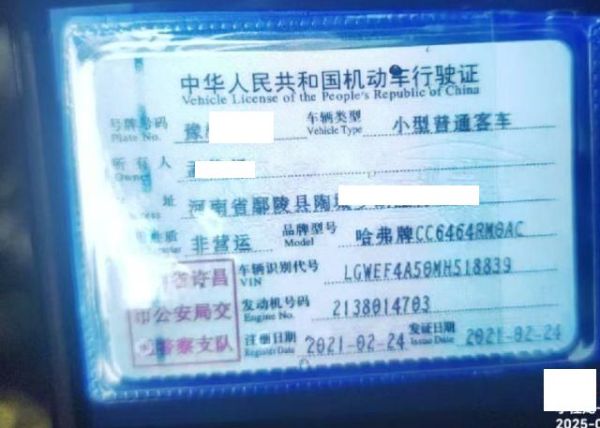 中华人民共和国机动车行驶证
Vehicle License of the People's Republic of China
号牌号码 豫 车辆类型 小型普通客车
Plate No. Vehicle Type
所有人
Owner
址 河南省鄢陵县陶城
非营运 品牌型号 哈弗牌CC6464RM0AC
Model
车辆识别代号 LGWEF4A50MH518839
VIN
发动机号码 2138014703
Engine No.
注册日期 2021-02-24 发证日期 2021-02-24
Register Date Issue Date
省许昌
市公安局交
警察支队
2025-0